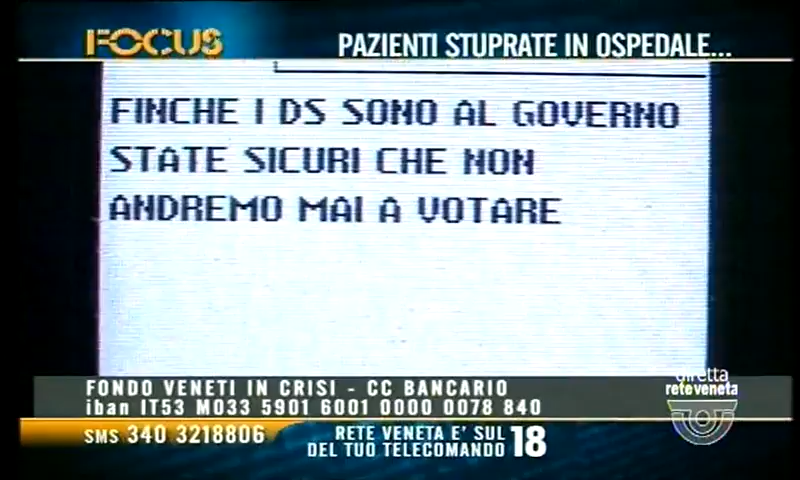 FOCUS
PAZIENTI STUPRATE IN OSPEDALE...
FINCHE I DS SONO AL GOVERNO
STATE SICURI CHE NON
ANDREMO MAI A VOTARE
diretta
reteveneta
FONDO VENETI IN CRISI - CC BANCARIO
iban IT53 M033 5901 6001 0000 0078 840
SMS 340 3218806
RETE VENETA E' SUL 18
DEL TUO TELECOMANDO